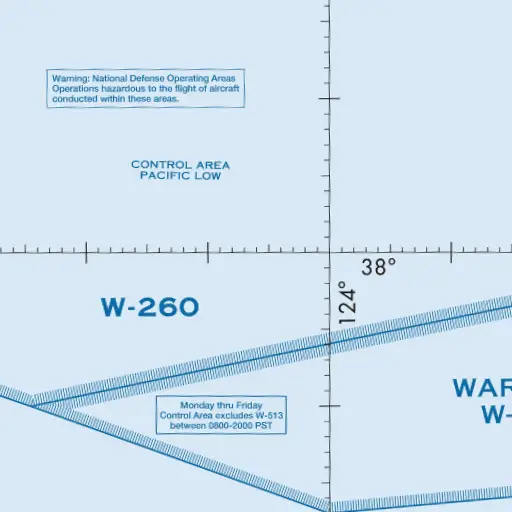 Warning: National Defense Operating Areas
Operations hazardous to the flight of aircraft
conducted within these areas.
CONTROL AREA
PACIFIC LOW
38°
124°
W-260
Monday thru Friday
Control Area excludes W-513
between 0800-2000 PST
WAR
W-